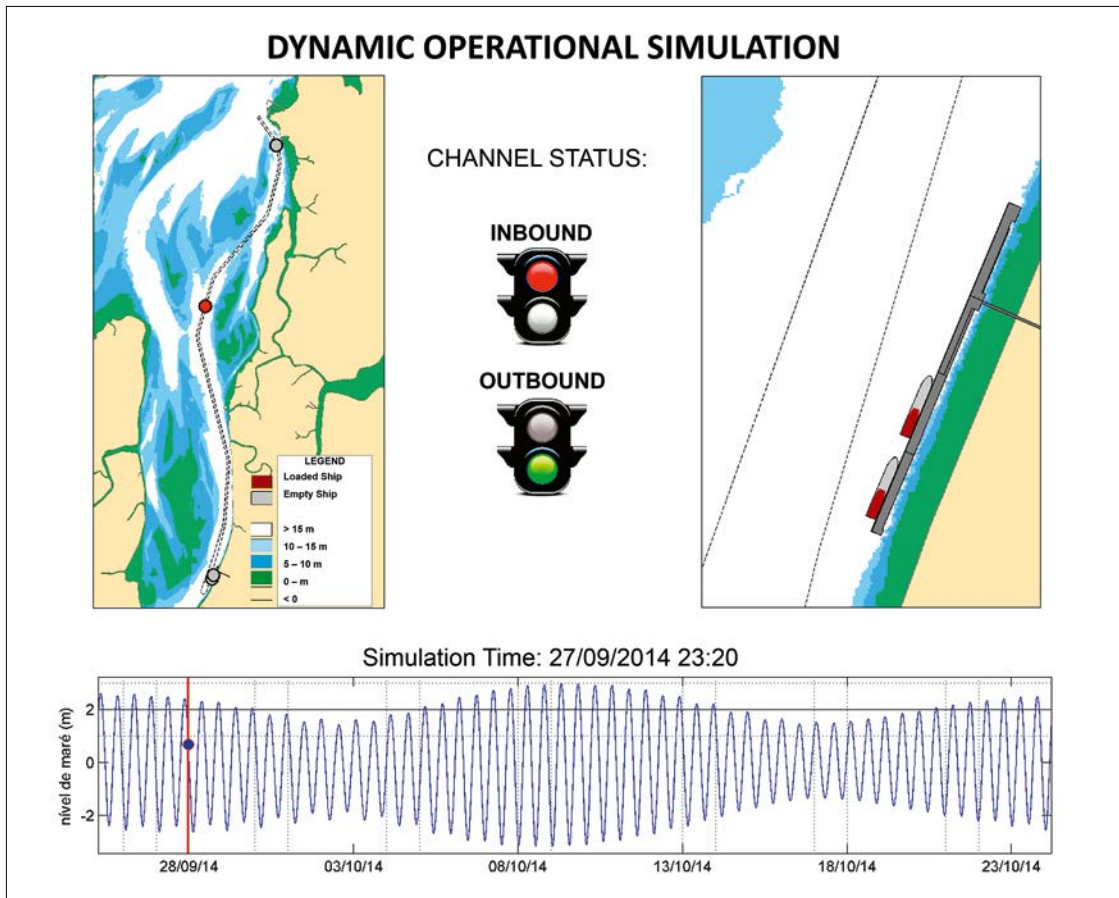 DYNAMIC OPERATIONAL SIMULATION
CHANNEL STATUS:
INBOUND
OUTBOUND
LEGEND
Loaded Ship
Empty Ship
> 15 m
10 – 15 m
5 – 10 m
0 – m
< 0
Simulation Time: 27/09/2014 23:20
nível de maré (m)
2
0
-2
28/09/14
03/10/14
08/10/14
13/10/14
18/10/14
23/10/14